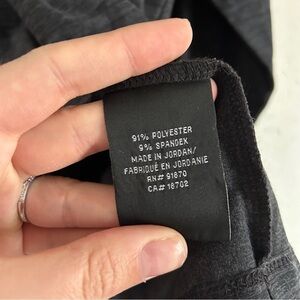 91% POLYESTER
9% SPANDEX
MADE IN JORDAN/
FABRIQUÉ EN JORDANIE
RN# 91870
CA# 18702